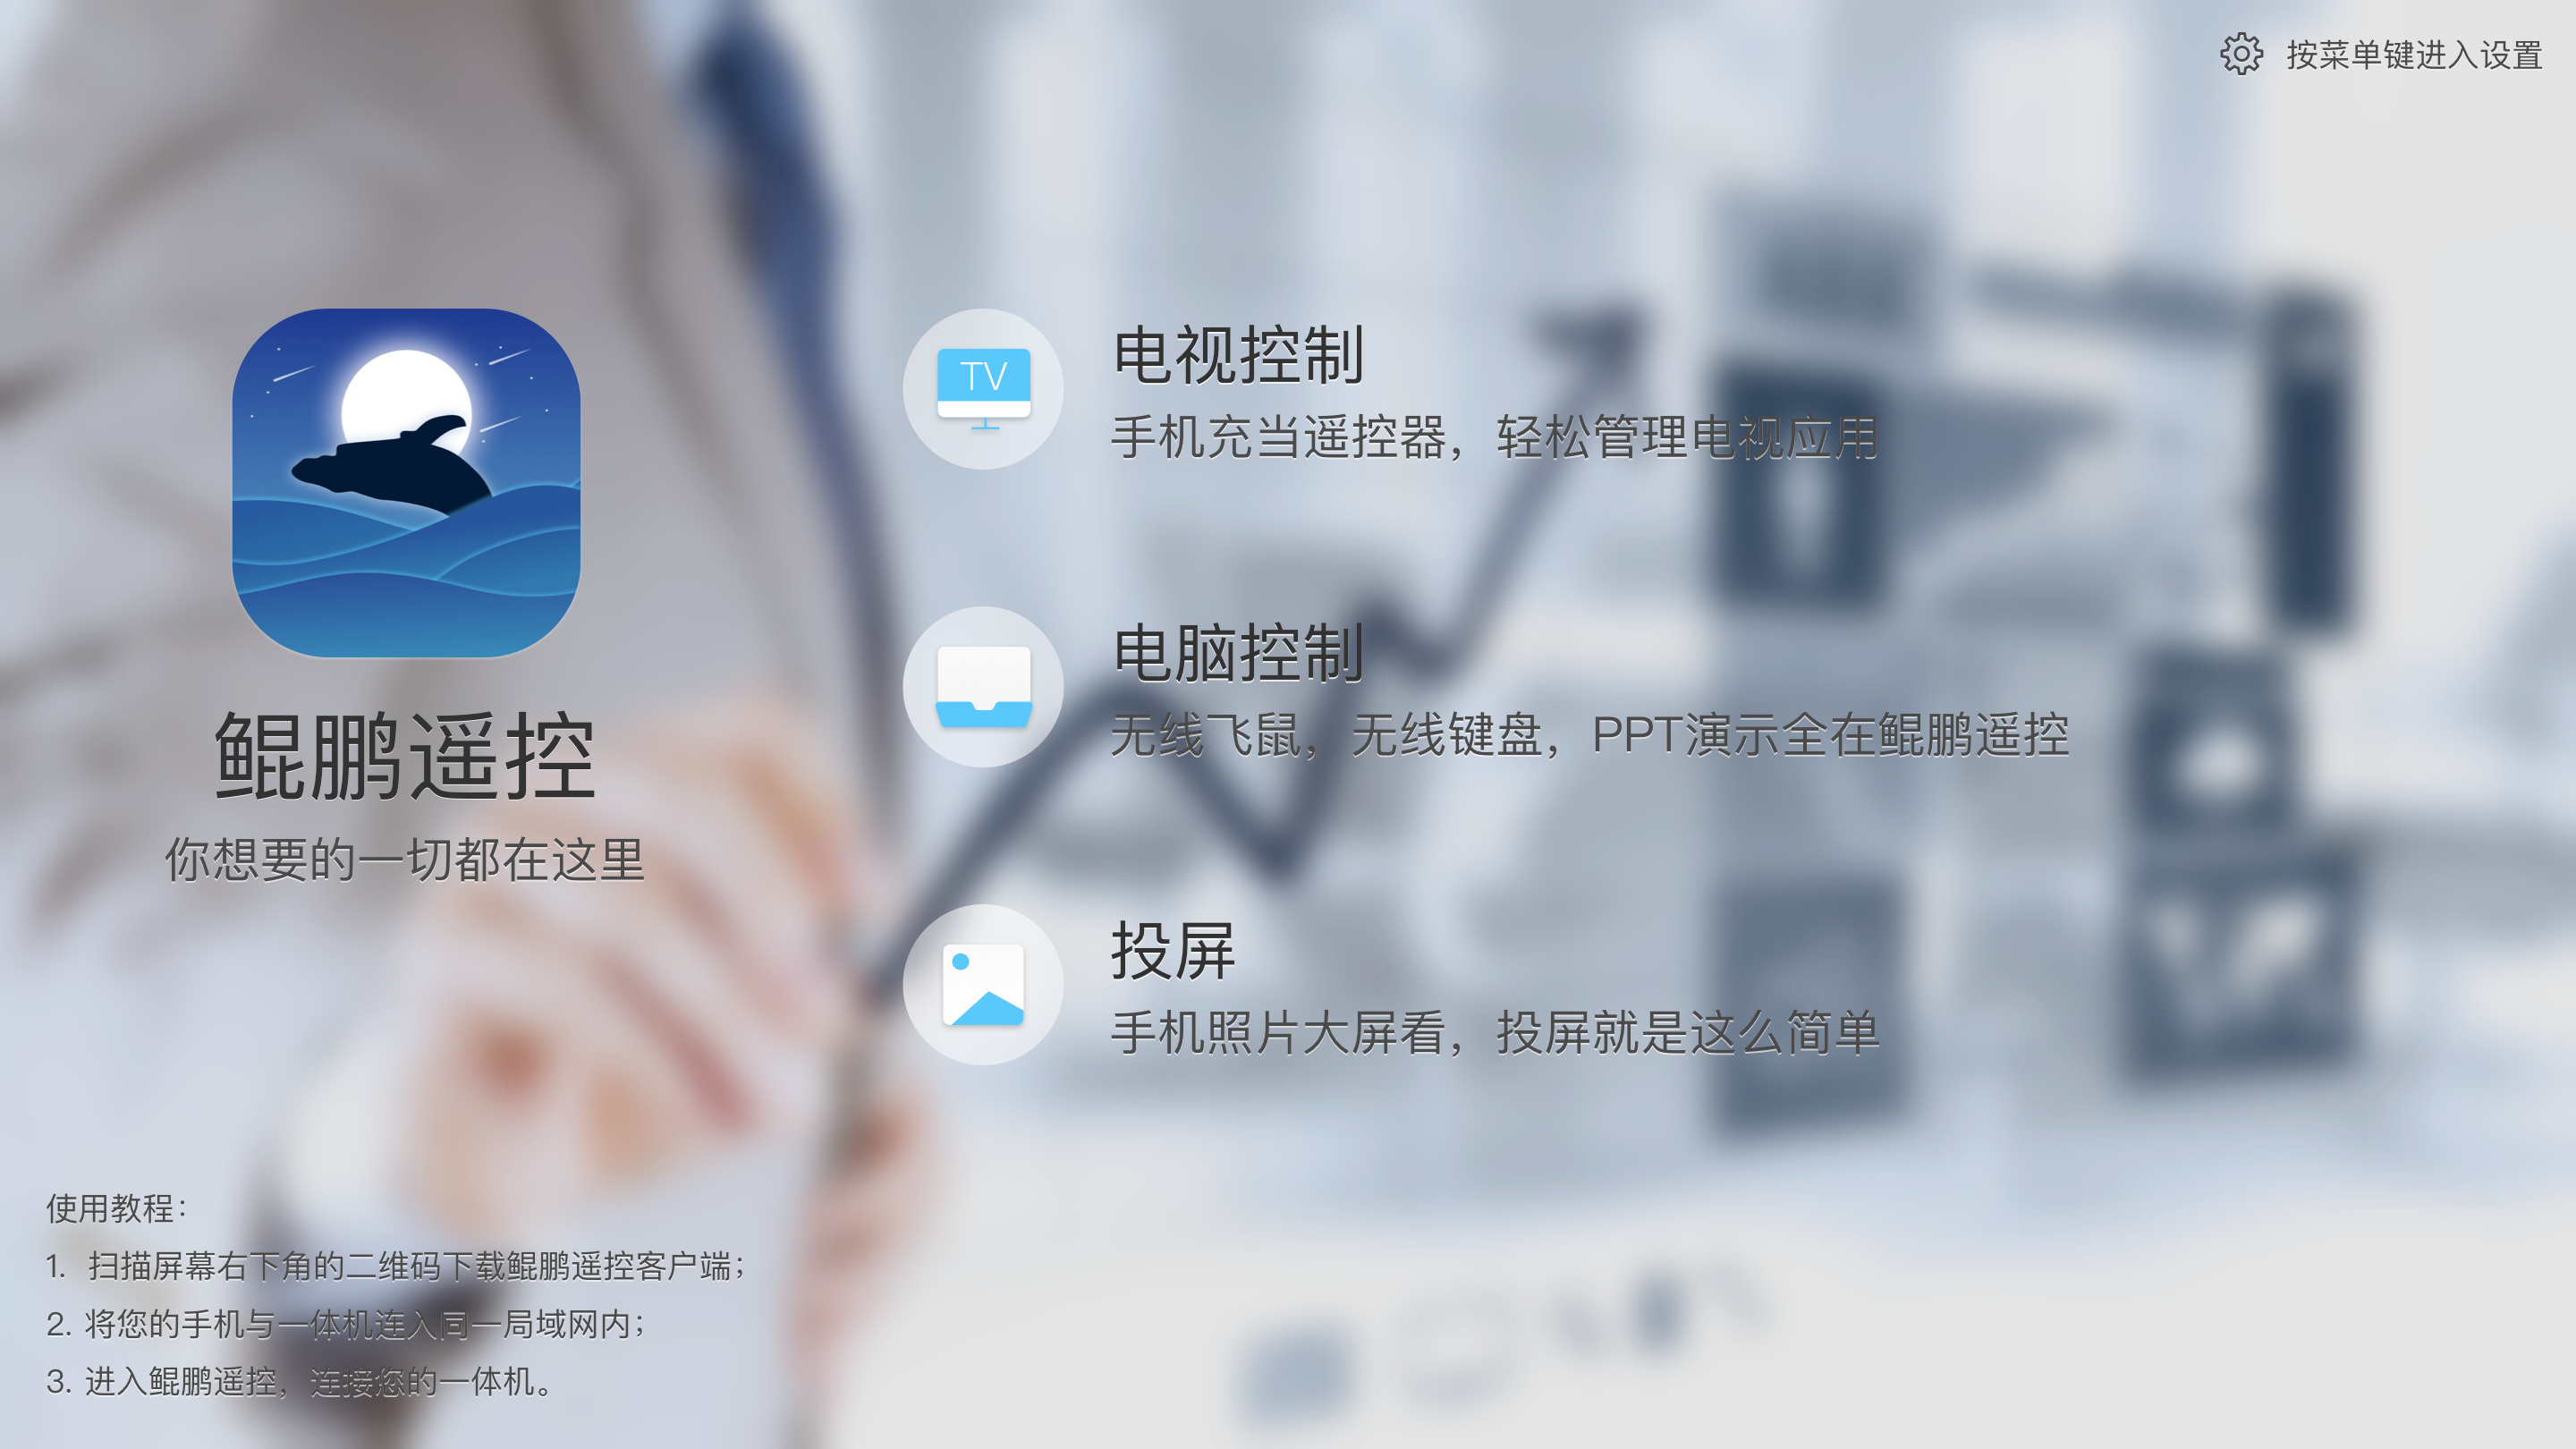 按菜单键进入设置
鲲鹏遥控
你想要的一切都在这里
TV
电视控制
手机充当遥控器，轻松管理电视应用
电脑控制
无线飞鼠，无线键盘，PPT演示全在鲲鹏遥控
投屏
手机照片大屏看，投屏就是这么简单
使用教程：
1. 扫描屏幕右下角的二维码下载鲲鹏遥控客户端；
2. 将您的手机与一体机连入同一局域网内；
3. 进入鲲鹏遥控，连接您的一体机。